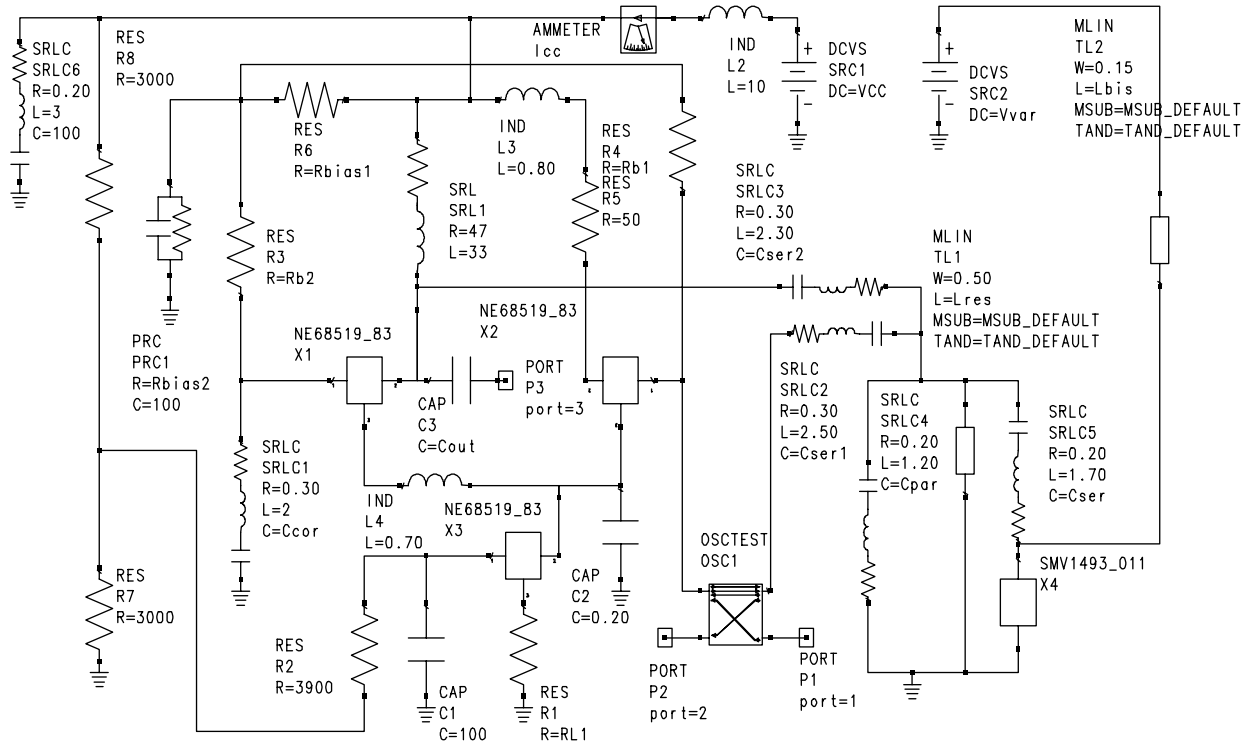 RES
R8
R=3000
SRLC
SRLC6
R=0.20
L=3
C=100
AMMETER
Icc
IND
L2
L=10
DCVS
SRC1
DC=VCC
DCVS
SRC2
DC=Vvar
MLIN
TL2
W=0.15
L=Lbis
MSUB=MSUB_DEFAULT
TAND=TAND_DEFAULT
RES
R6
R=Rbias1
IND
L3
L=0.80
RES
R4
R=Rb1
RES
R5
R=50
SRL
SRL1
R=47
L=33
SRLC
SRLC3
R=0.30
L=2.30
C=Cser2
RES
R3
R=Rb2
MLIN
TL1
W=0.50
L=Lres
MSUB=MSUB_DEFAULT
TAND=TAND_DEFAULT
PRC
PRC1
R=Rbias2
C=100
NE68519_83
X1
NE68519_83
X2
PORT
P3
port=3
CAP
C3
C=Cout
SRLC
SRLC2
R=0.30
L=2.50
C=Cser1
SRLC
SRLC4
R=0.20
L=1.20
C=Cpar
SRLC
SRLC5
R=0.20
L=1.70
C=Cser
SRLC
SRLC1
R=0.30
L=2
C=Ccor
IND
L4
L=0.70
NE68519_83
X3
CAP
C2
C=0.20
OSCTEST
OSC1
SMV1493_011
X4
RES
R7
R=3000
RES
R2
R=3900
CAP
C1
C=100
RES
R1
R=RL1
PORT
P2
port=2
PORT
P1
port=1